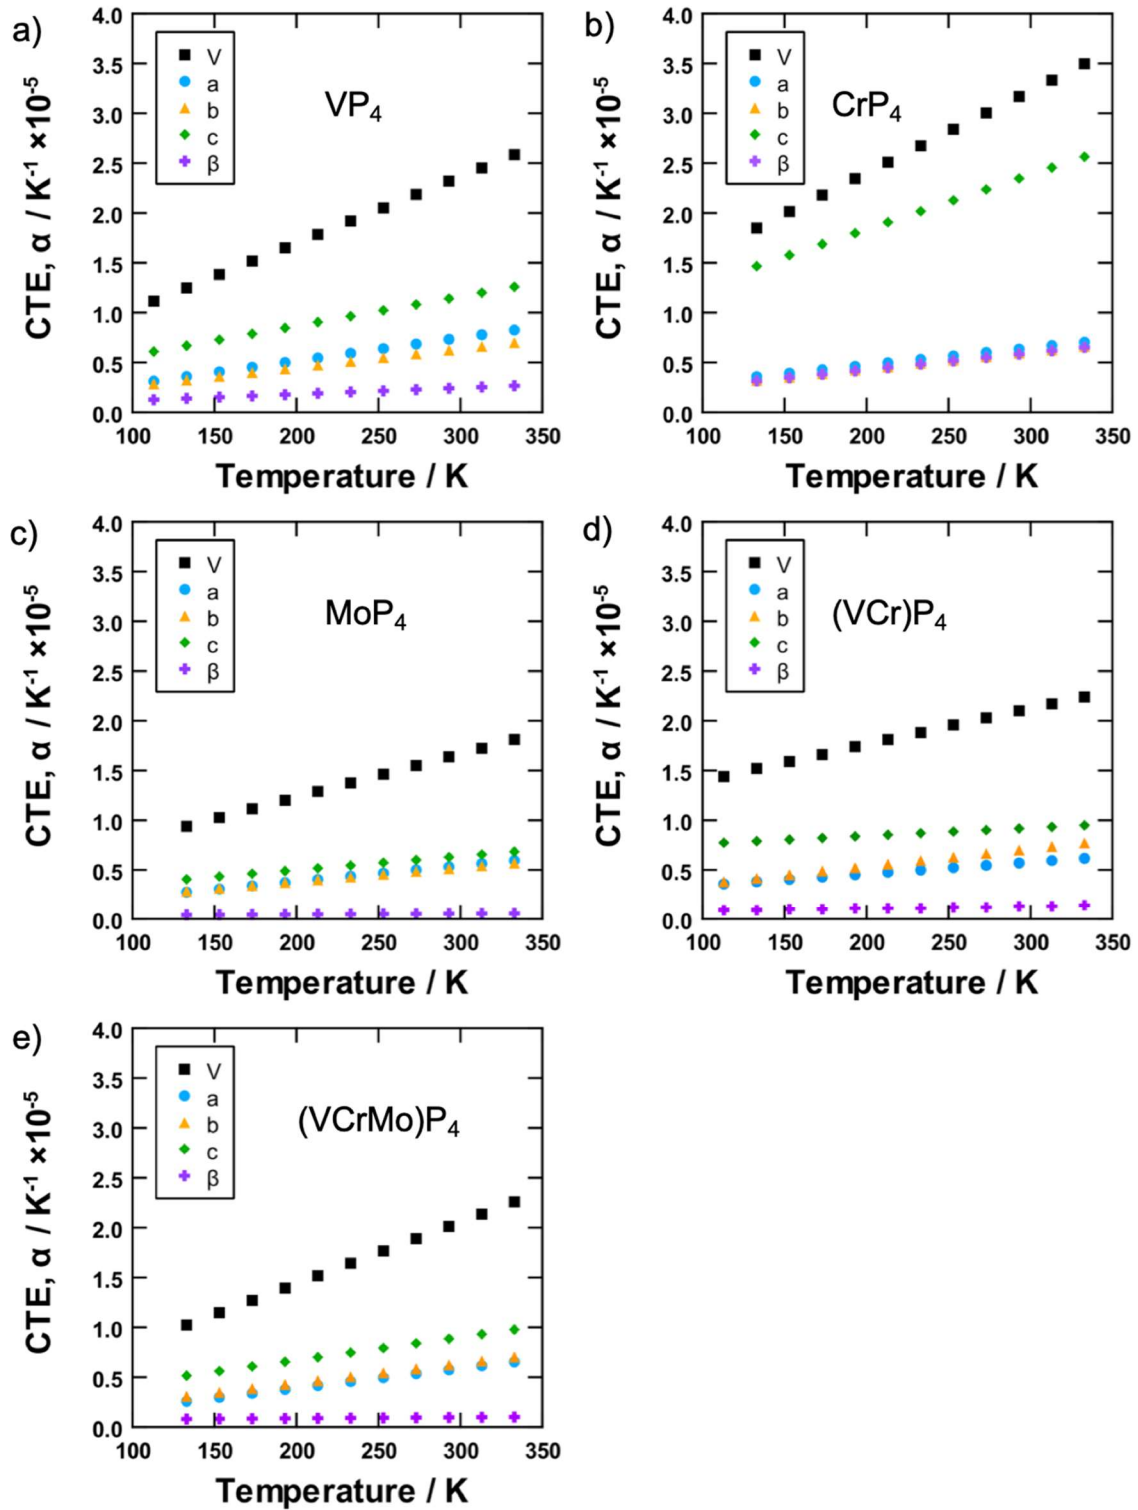 a)
4.0
3.5
3.0
2.5
2.0
1.5
1.0
0.5
0.0
CTE, α / K⁻¹ ×10⁻⁵
V
a
b
c
β
VP₄
100 150 200 250 300 350
Temperature / K
b)
4.0
3.5
3.0
2.5
2.0
1.5
1.0
0.5
0.0
CTE, α / K⁻¹ ×10⁻⁵
V
a
b
c
β
CrP₄
100 150 200 250 300 350
Temperature / K
c)
4.0
3.5
3.0
2.5
2.0
1.5
1.0
0.5
0.0
CTE, α / K⁻¹ ×10⁻⁵
V
a
b
c
β
MoP₄
100 150 200 250 300 350
Temperature / K
d)
4.0
3.5
3.0
2.5
2.0
1.5
1.0
0.5
0.0
CTE, α / K⁻¹ ×10⁻⁵
V
a
b
c
β
(VCr)P₄
100 150 200 250 300 350
Temperature / K
e)
4.0
3.5
3.0
2.5
2.0
1.5
1.0
0.5
0.0
CTE, α / K⁻¹ ×10⁻⁵
V
a
b
c
β
(VCrMo)P₄
100 150 200 250 300 350
Temperature / K